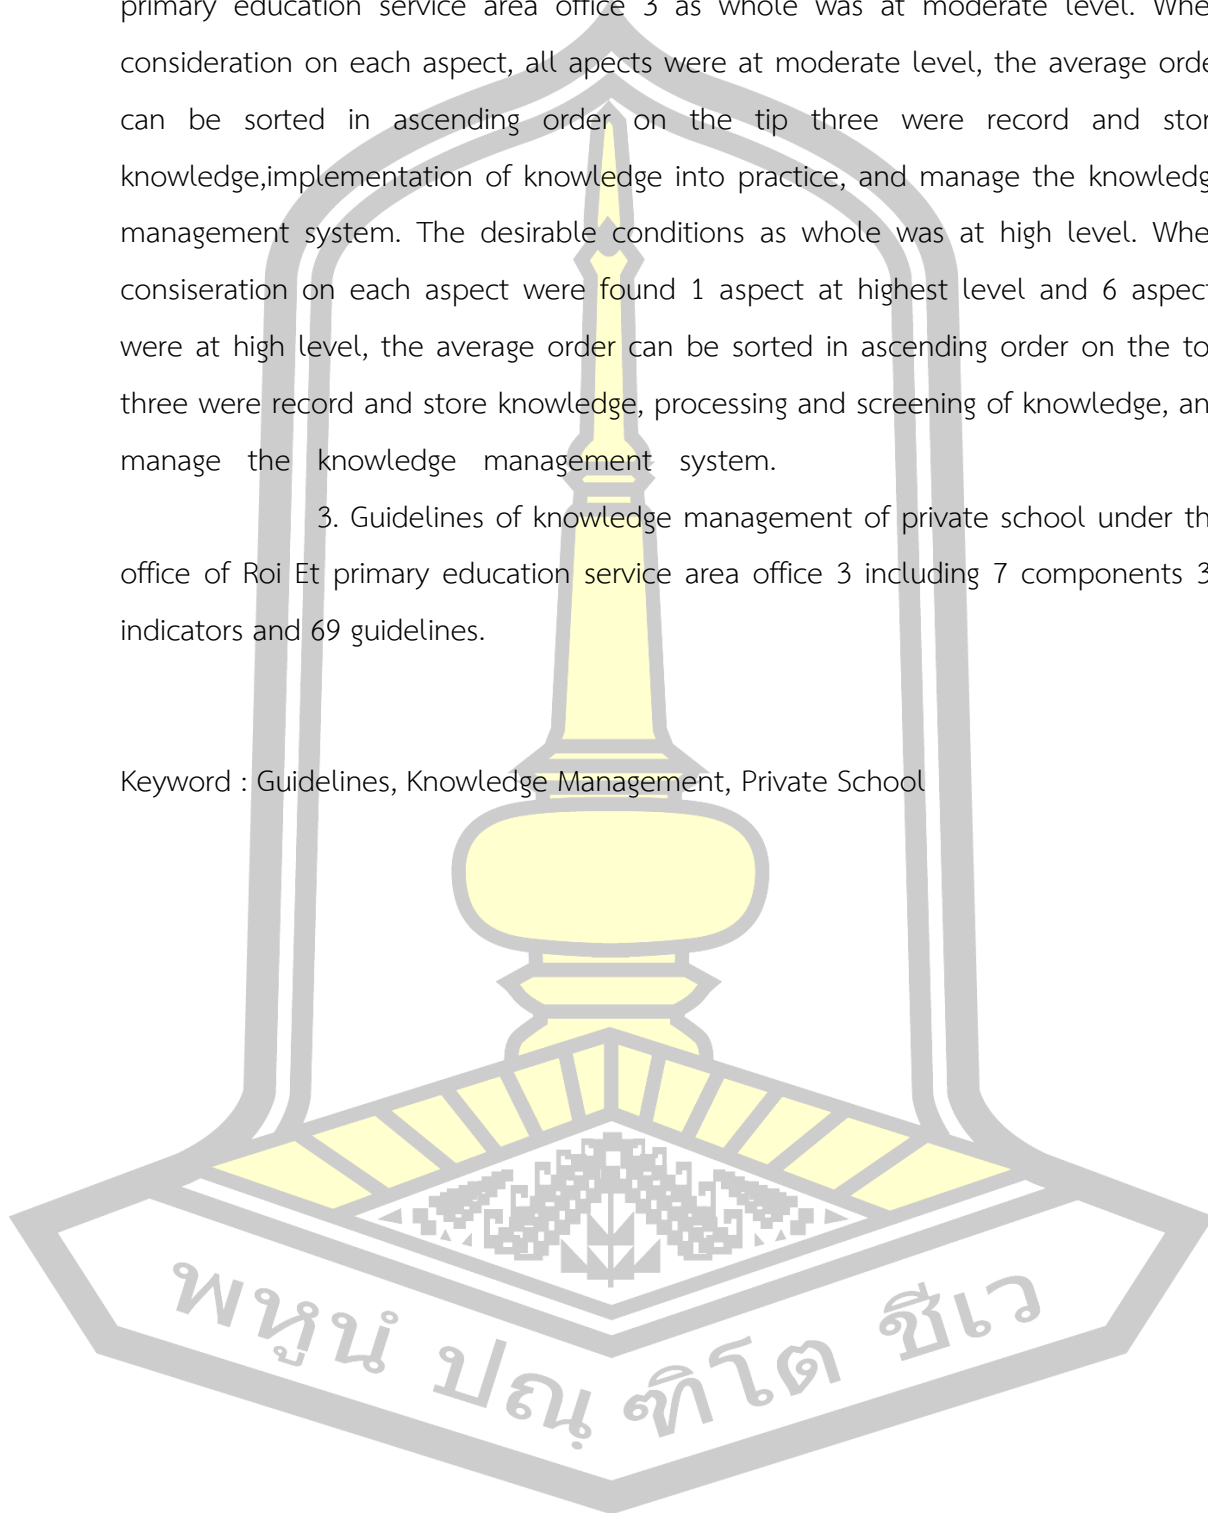 primary education service area office 3 as whole was at moderate level. Whe
consideration on each aspect, all apects were at moderate level, the average orde
can be sorted in ascending order on the tip three were record and stor
knowledge,implementation of knowledge into practice, and manage the knowledg
management system. The desirable conditions as whole was at high level. Whe
consiseration on each aspect were found 1 aspect at highest level and 6 aspect
were at high level, the average order can be sorted in ascending order on the to
three were record and store knowledge, processing and screening of knowledge, an
manage the knowledge management system.
3. Guidelines of knowledge management of private school under th
office of Roi Et primary education service area office 3 including 7 components 3
indicators and 69 guidelines.
Keyword : Guidelines, Knowledge Management, Private School
พหูนํ ปณฺฑิโต ชีเว